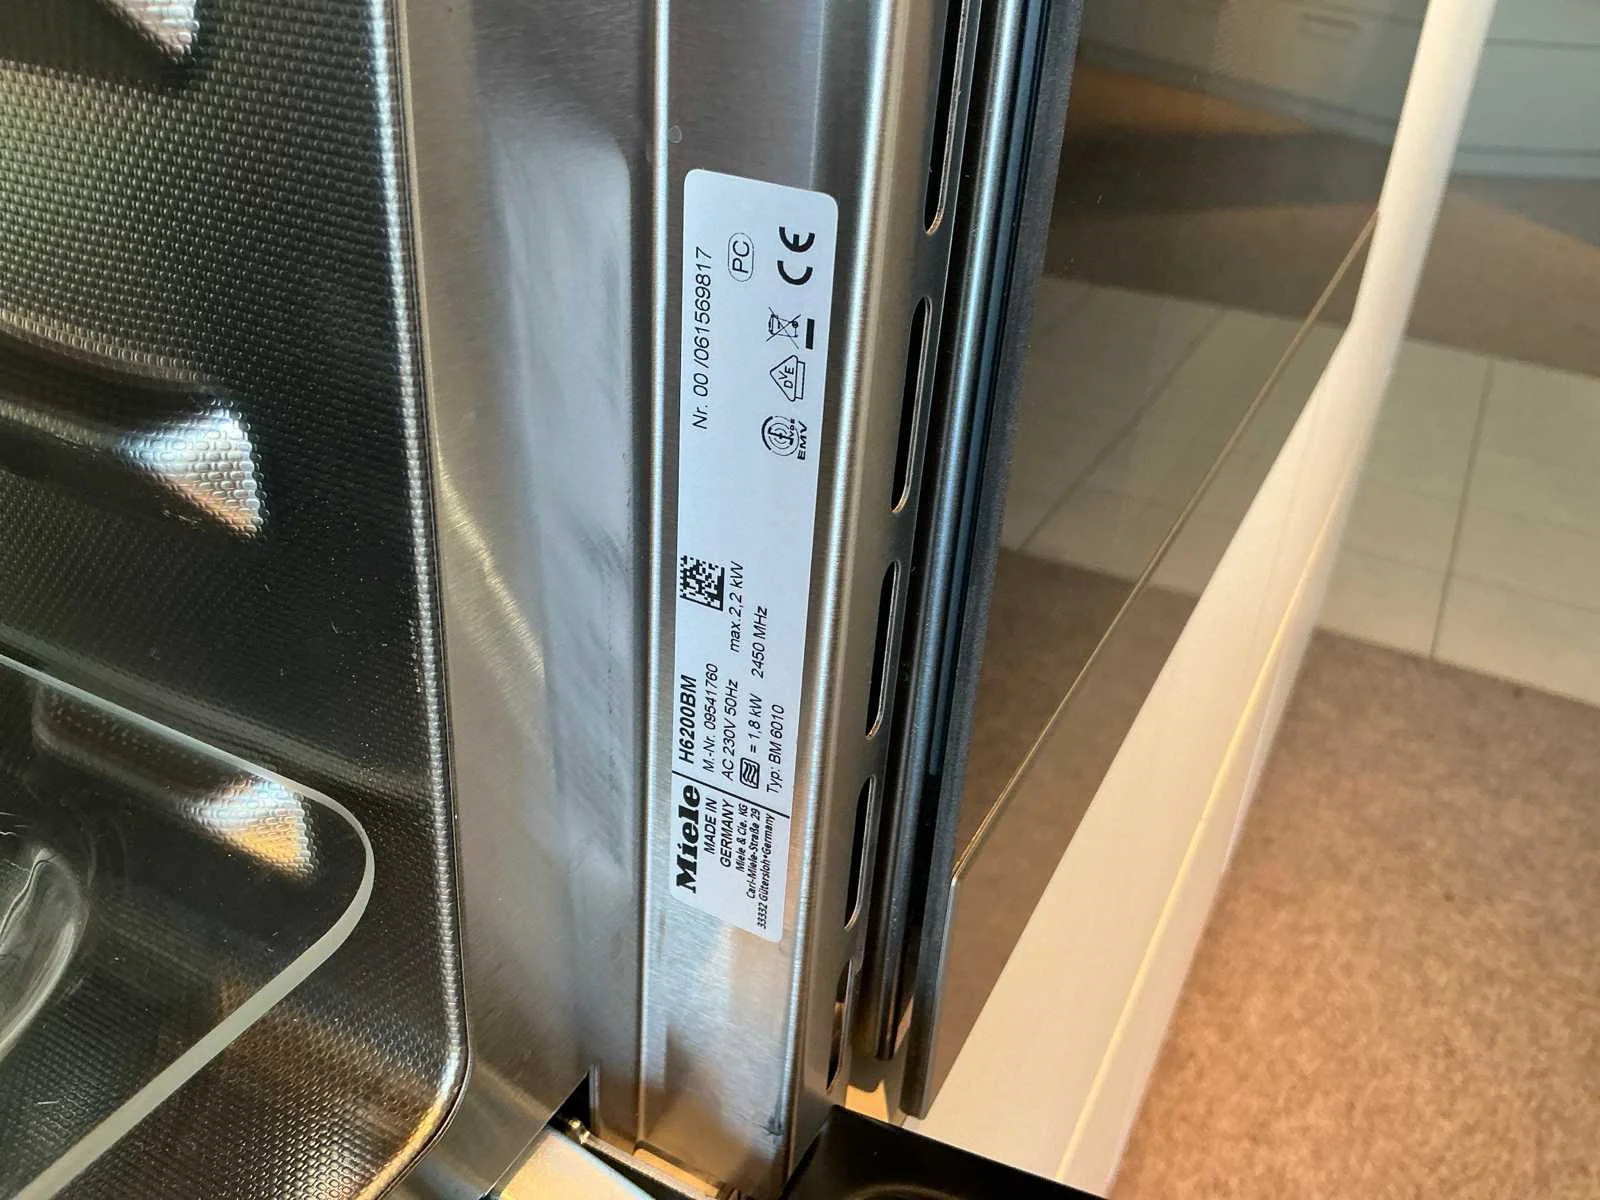 Miele
MADE IN
GERMANY
Miele & Cie. KG
Carl-Miele-Straße 29
33332 Gütersloh•Germany
H6200BM
M.-Nr. 09541760
AC 230V 50Hz max.2,2 kW
= 1,8 kW 2450 MHz
Typ: BM 6010
Nr. 00 /061569817
PC
CE
DVE
VDE
EMV